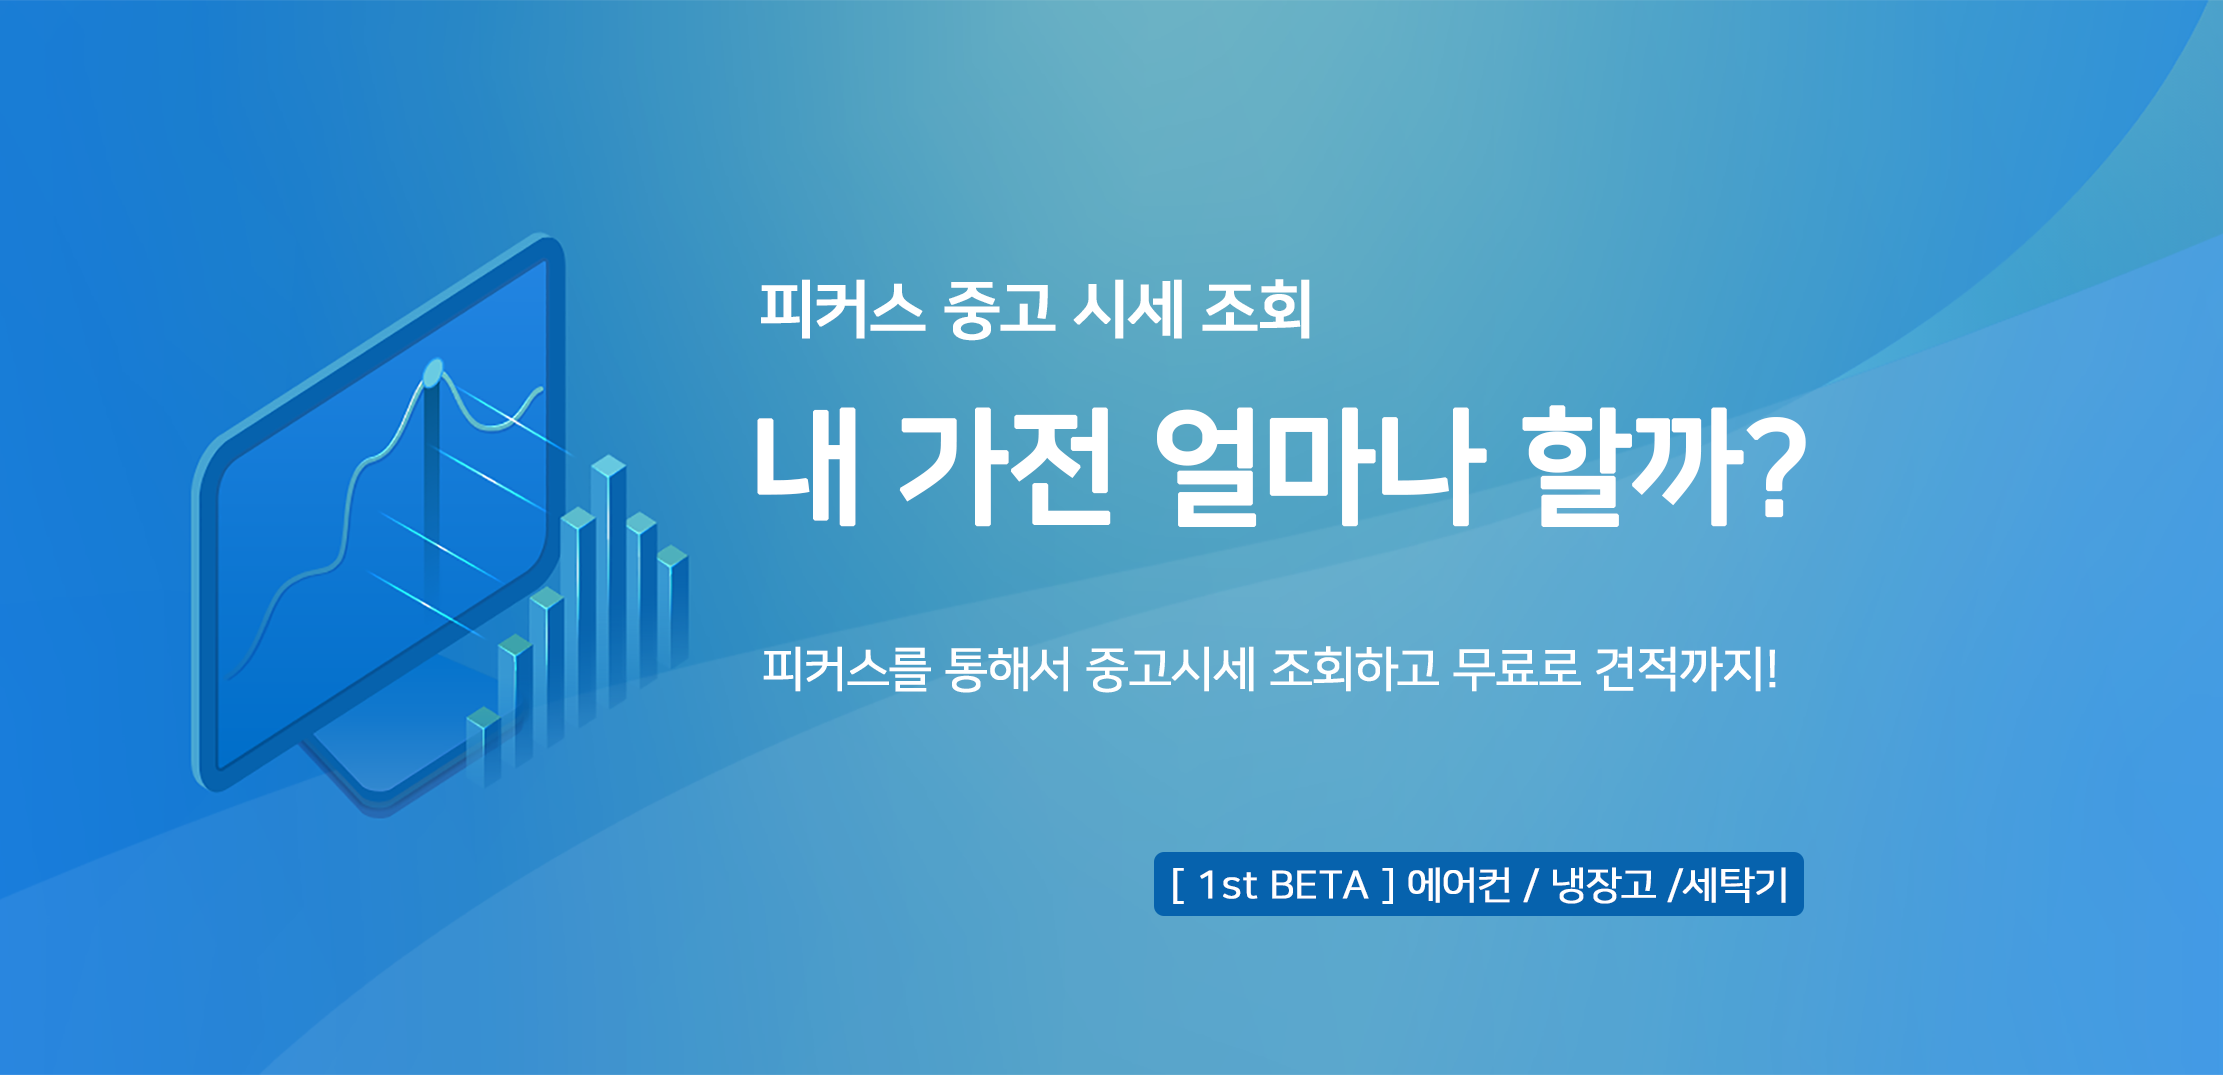 피커스 중고 시세 조회
내 가전 얼마나 할까?
피커스를 통해서 중고시세 조회하고 무료로 견적까지!
[ 1st BETA ] 에어컨 / 냉장고 /세탁기